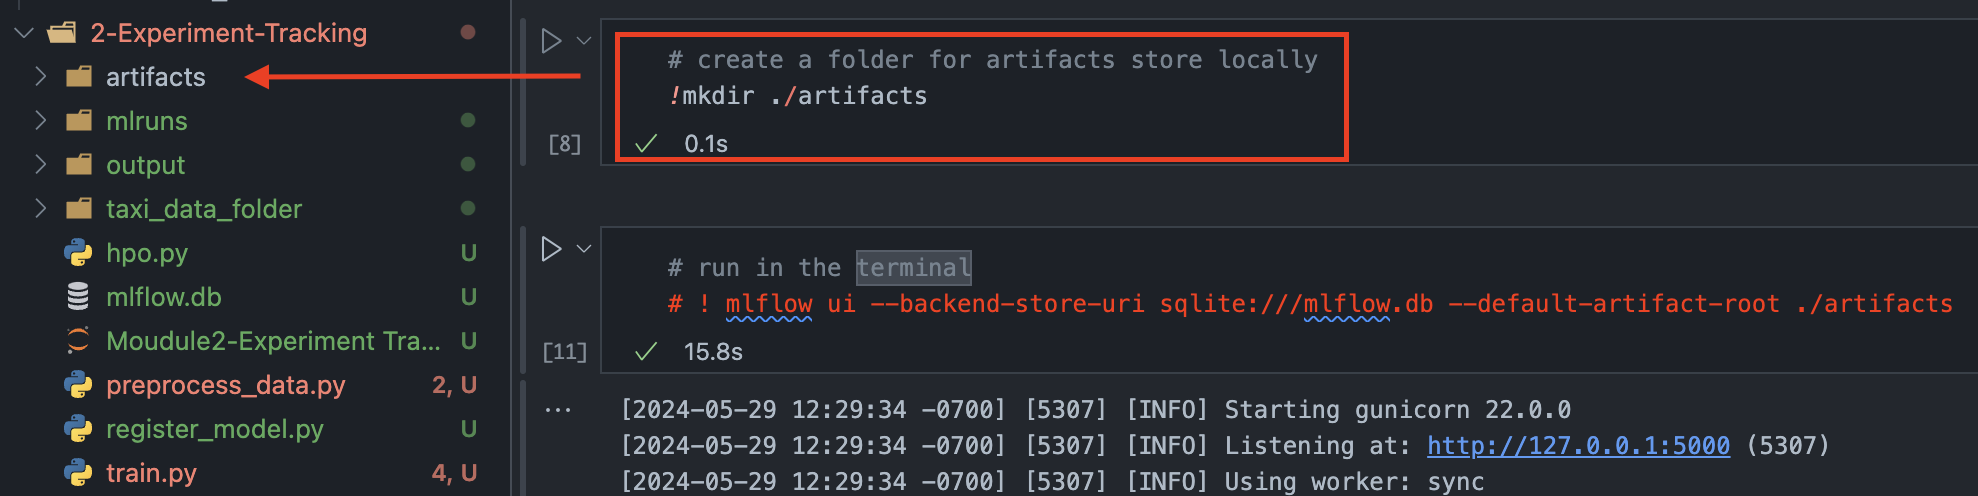 2-Experiment-Tracking
artifacts
mlruns
output
taxi_data_folder
hpo.py U
mlflow.db U
Moudule2-Experiment Tra... U
preprocess_data.py 2, U
register_model.py U
train.py 4, U
# create a folder for artifacts store locally
!mkdir ./artifacts
[8] 0.1s
# run in the terminal
# ! mlflow ui --backend-store-uri sqlite:///mlflow.db --default-artifact-root ./artifacts
[11] 15.8s
... [2024-05-29 12:29:34 -0700] [5307] [INFO] Starting gunicorn 22.0.0
[2024-05-29 12:29:34 -0700] [5307] [INFO] Listening at: http://127.0.0.1:5000 (5307)
[2024-05-29 12:29:34 -0700] [5307] [INFO] Using worker: sync